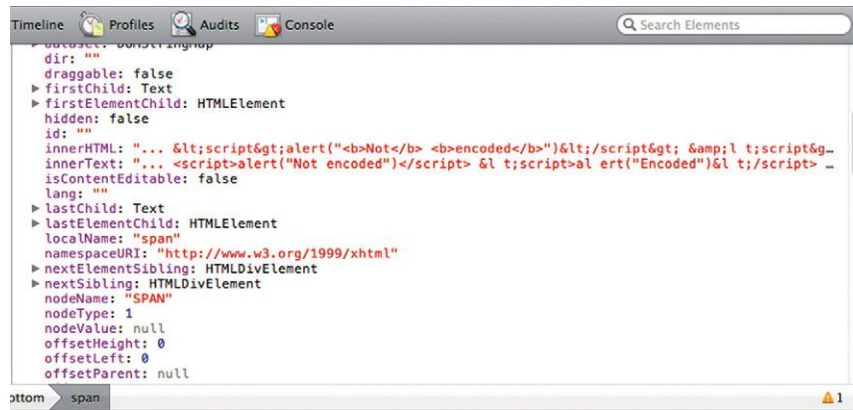 Timeline Profiles Audits Console Search Elements
▶ dataset: DOMStringMap
dir: ""
draggable: false
▶ firstChild: Text
▶ firstElementChild: HTMLElement
hidden: false
id: ""
innerHTML: "... &lt;script&gt;alert("<b>Not</b> <b>encoded</b>")&lt;/script&gt; &amp;l t;script&g…
innerText: "... <script>alert("Not encoded")</script> &l t;script>al ert("Encoded")&l t;/script> …
isContentEditable: false
lang: ""
▶ lastChild: Text
▶ lastElementChild: HTMLElement
localName: "span"
namespaceURI: "http://www.w3.org/1999/xhtml"
▶ nextElementSibling: HTMLDivElement
▶ nextSibling: HTMLDivElement
nodeName: "SPAN"
nodeType: 1
nodeValue: null
offsetHeight: 0
offsetLeft: 0
offsetParent: null
ottom span 1